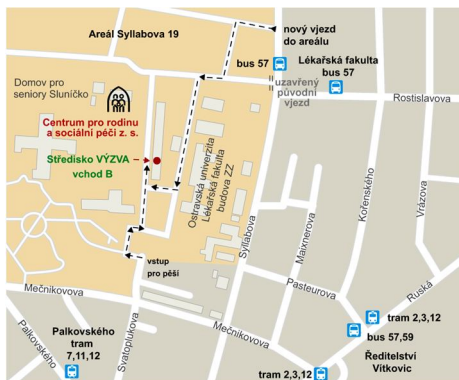 Areál Syllabova 19
nový vjezd
do areálu
bus 57
Lékařská fakulta
bus 57
uzavřený
původní
vjezd
Rostislavova
Domov pro
seniory Sluníčko
Centrum pro rodinu
a sociální péči z. s.
Středisko VÝZVA
vchod B
Ostravská univerzita
Lékařská fakulta
budova ZZ
Syllabova
Maixnerova
Kořenského
Vrázova
vstup
pro pěší
Mečnikovova
Pasteurova
Ruská
Palkovského
tram
7,11,12
Palkovského
Svatoplukova
Mečnikovova
tram 2,3,12
bus 57,59
Ředitelství
Vítkovic
tram 2,3,12